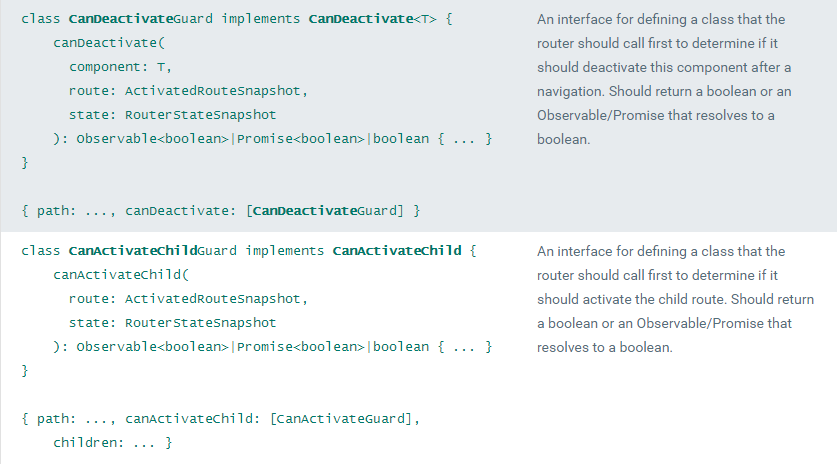 class CanDeactivateGuard implements CanDeactivate<T> {
    canDeactivate(
      component: T,
      route: ActivatedRouteSnapshot,
      state: RouterStateSnapshot
    ): Observable<boolean>|Promise<boolean>|boolean { ... }
}
{ path: ..., canDeactivate: [CanDeactivateGuard] }
An interface for defining a class that the
router should call first to determine if it
should deactivate this component after a
navigation. Should return a boolean or an
Observable/Promise that resolves to a
boolean.
class CanActivateChildGuard implements CanActivateChild {
    canActivateChild(
      route: ActivatedRouteSnapshot,
      state: RouterStateSnapshot
    ): Observable<boolean>|Promise<boolean>|boolean { ... }
}
{ path: ..., canActivateChild: [CanActivateGuard],
    children: ... }
An interface for defining a class that the
router should call first to determine if it
should activate the child route. Should return
a boolean or an Observable/Promise that
resolves to a boolean.